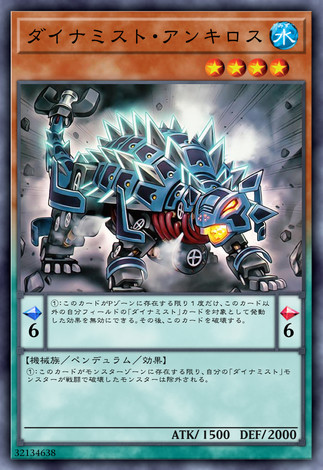 ダイナミスト・アンキロス
水
①:このカードがPゾーンに存在する限り1度だけ、このカード以
外の自分フィールドの「ダイナミスト」カードを対象として発動
した効果を無効にできる。その後、このカードを破壊する。
6
6
【機械族/ペンデュラム/効果】
①:このカードがモンスターゾーンに存在する限り、自分の「ダイナミスト」モ
ンスターが戦闘で破壊したモンスターは除外される。
ATK/1500 DEF/2000
32134638